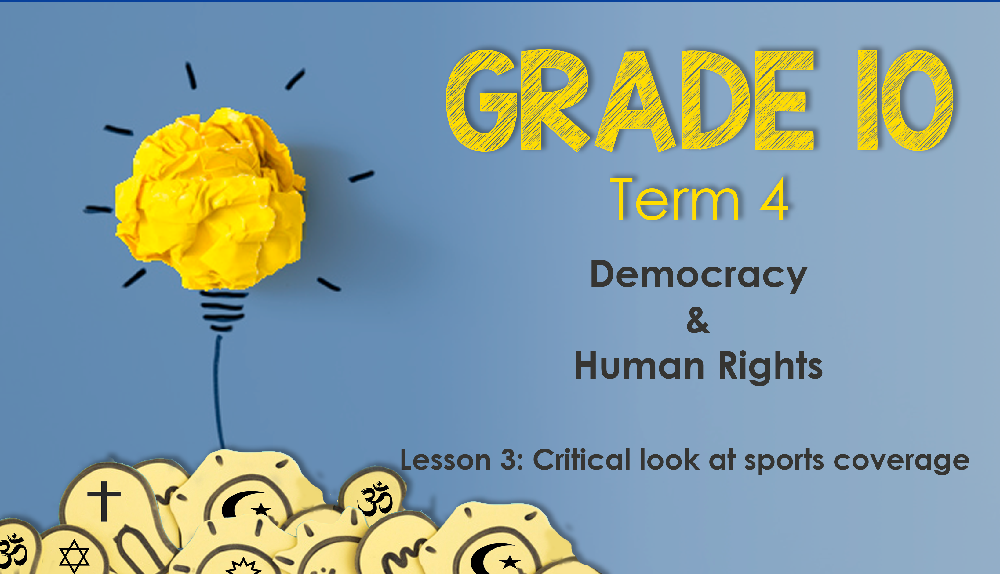 GRADE 10
Term 4
Democracy
&
Human Rights
Lesson 3: Critical look at sports coverage